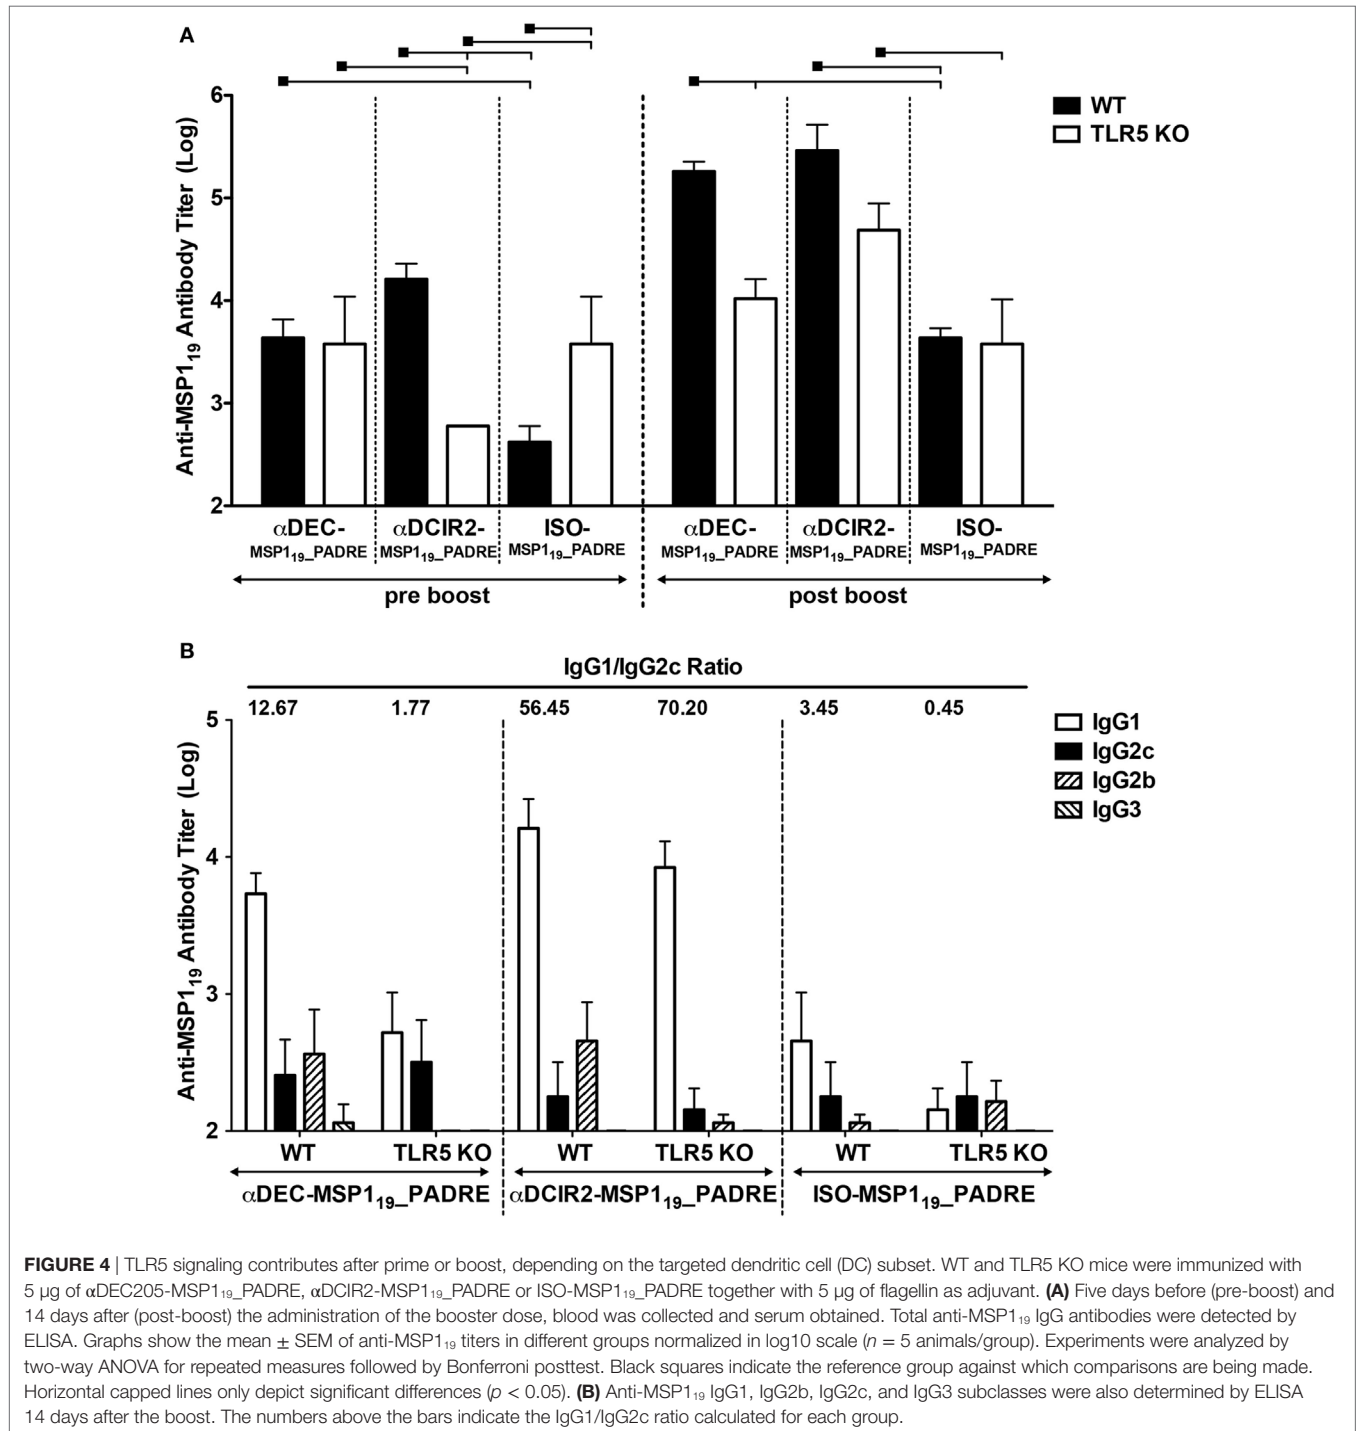 A
WT
TLR5 KO
Anti-MSP1₁₉ Antibody Titer (Log)
6
5
4
3
2
αDEC-
MSP1₁₉_PADRE
αDCIR2-
MSP1₁₉_PADRE
ISO-
MSP1₁₉_PADRE
αDEC-
MSP1₁₉_PADRE
αDCIR2-
MSP1₁₉_PADRE
ISO-
MSP1₁₉_PADRE
pre boost
post boost
B
IgG1/IgG2c Ratio
12.67 1.77 56.45 70.20 3.45 0.45
IgG1
IgG2c
IgG2b
IgG3
Anti-MSP1₁₉ Antibody Titer (Log)
5
4
3
2
WT TLR5 KO WT TLR5 KO WT TLR5 KO
αDEC-MSP1₁₉_PADRE αDCIR2-MSP1₁₉_PADRE ISO-MSP1₁₉_PADRE
FIGURE 4 | TLR5 signaling contributes after prime or boost, depending on the targeted dendritic cell (DC) subset. WT and TLR5 KO mice were immunized with
5 µg of αDEC205-MSP1₁₉_PADRE, αDCIR2-MSP1₁₉_PADRE or ISO-MSP1₁₉_PADRE together with 5 µg of flagellin as adjuvant. (A) Five days before (pre-boost) and
14 days after (post-boost) the administration of the booster dose, blood was collected and serum obtained. Total anti-MSP1₁₉ IgG antibodies were detected by
ELISA. Graphs show the mean ± SEM of anti-MSP1₁₉ titers in different groups normalized in log10 scale (n = 5 animals/group). Experiments were analyzed by
two-way ANOVA for repeated measures followed by Bonferroni posttest. Black squares indicate the reference group against which comparisons are being made.
Horizontal capped lines only depict significant differences (p < 0.05). (B) Anti-MSP1₁₉ IgG1, IgG2b, IgG2c, and IgG3 subclasses were also determined by ELISA
14 days after the boost. The numbers above the bars indicate the IgG1/IgG2c ratio calculated for each group.